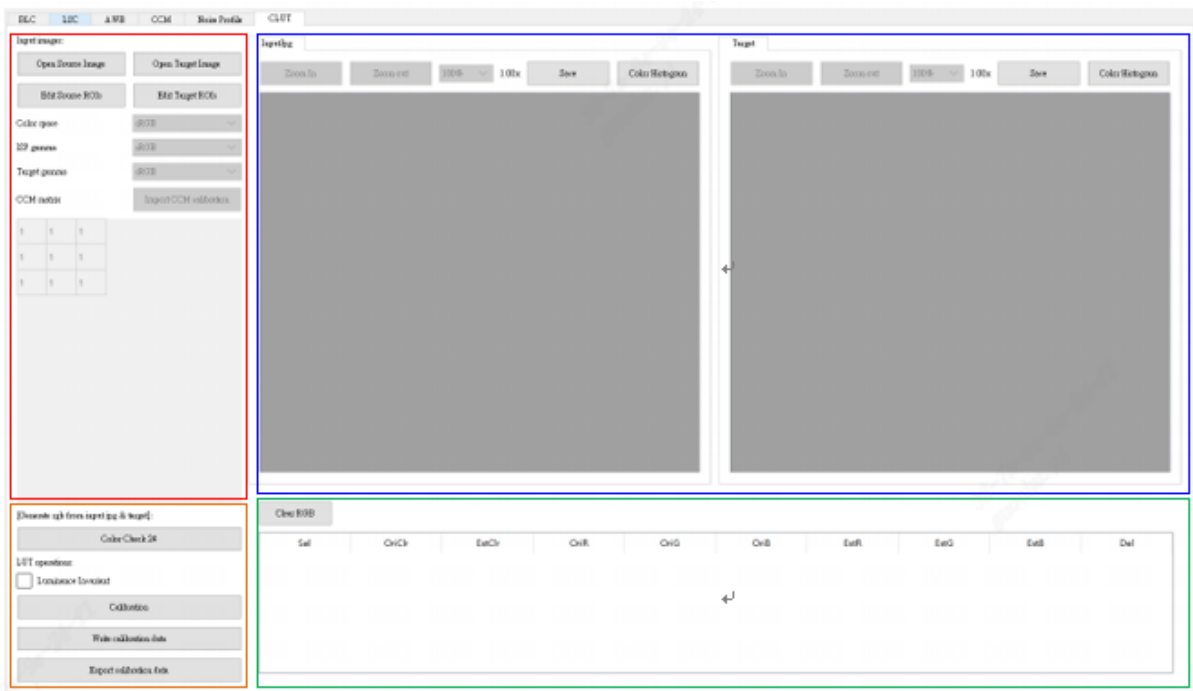 BLC LSC AWB CCM Noise Profile CLUT
Input images:
Open Source Image Open Target Image
Edit Source ROIs Edit Target ROIs
Color space sRGB
ISP gamma sRGB
Target gamma sRGB
CCM matrix Import CCM calibration
1 1 1
1 1 1
1 1 1
Input/jpg
Zoom In Zoom out 100% 1.00x Save Color Histogram
Target
Zoom In Zoom out 100% 1.00x Save Color Histogram
[Generate rgb from input jpg & target]:
Color Check 24
LUT operations:
Luminance Invariant
Calibration
Write calibration data
Export calibration data
Clear RGB
Sel OriClr EstClr OriR OriG OriB EstR EstG EstB Del